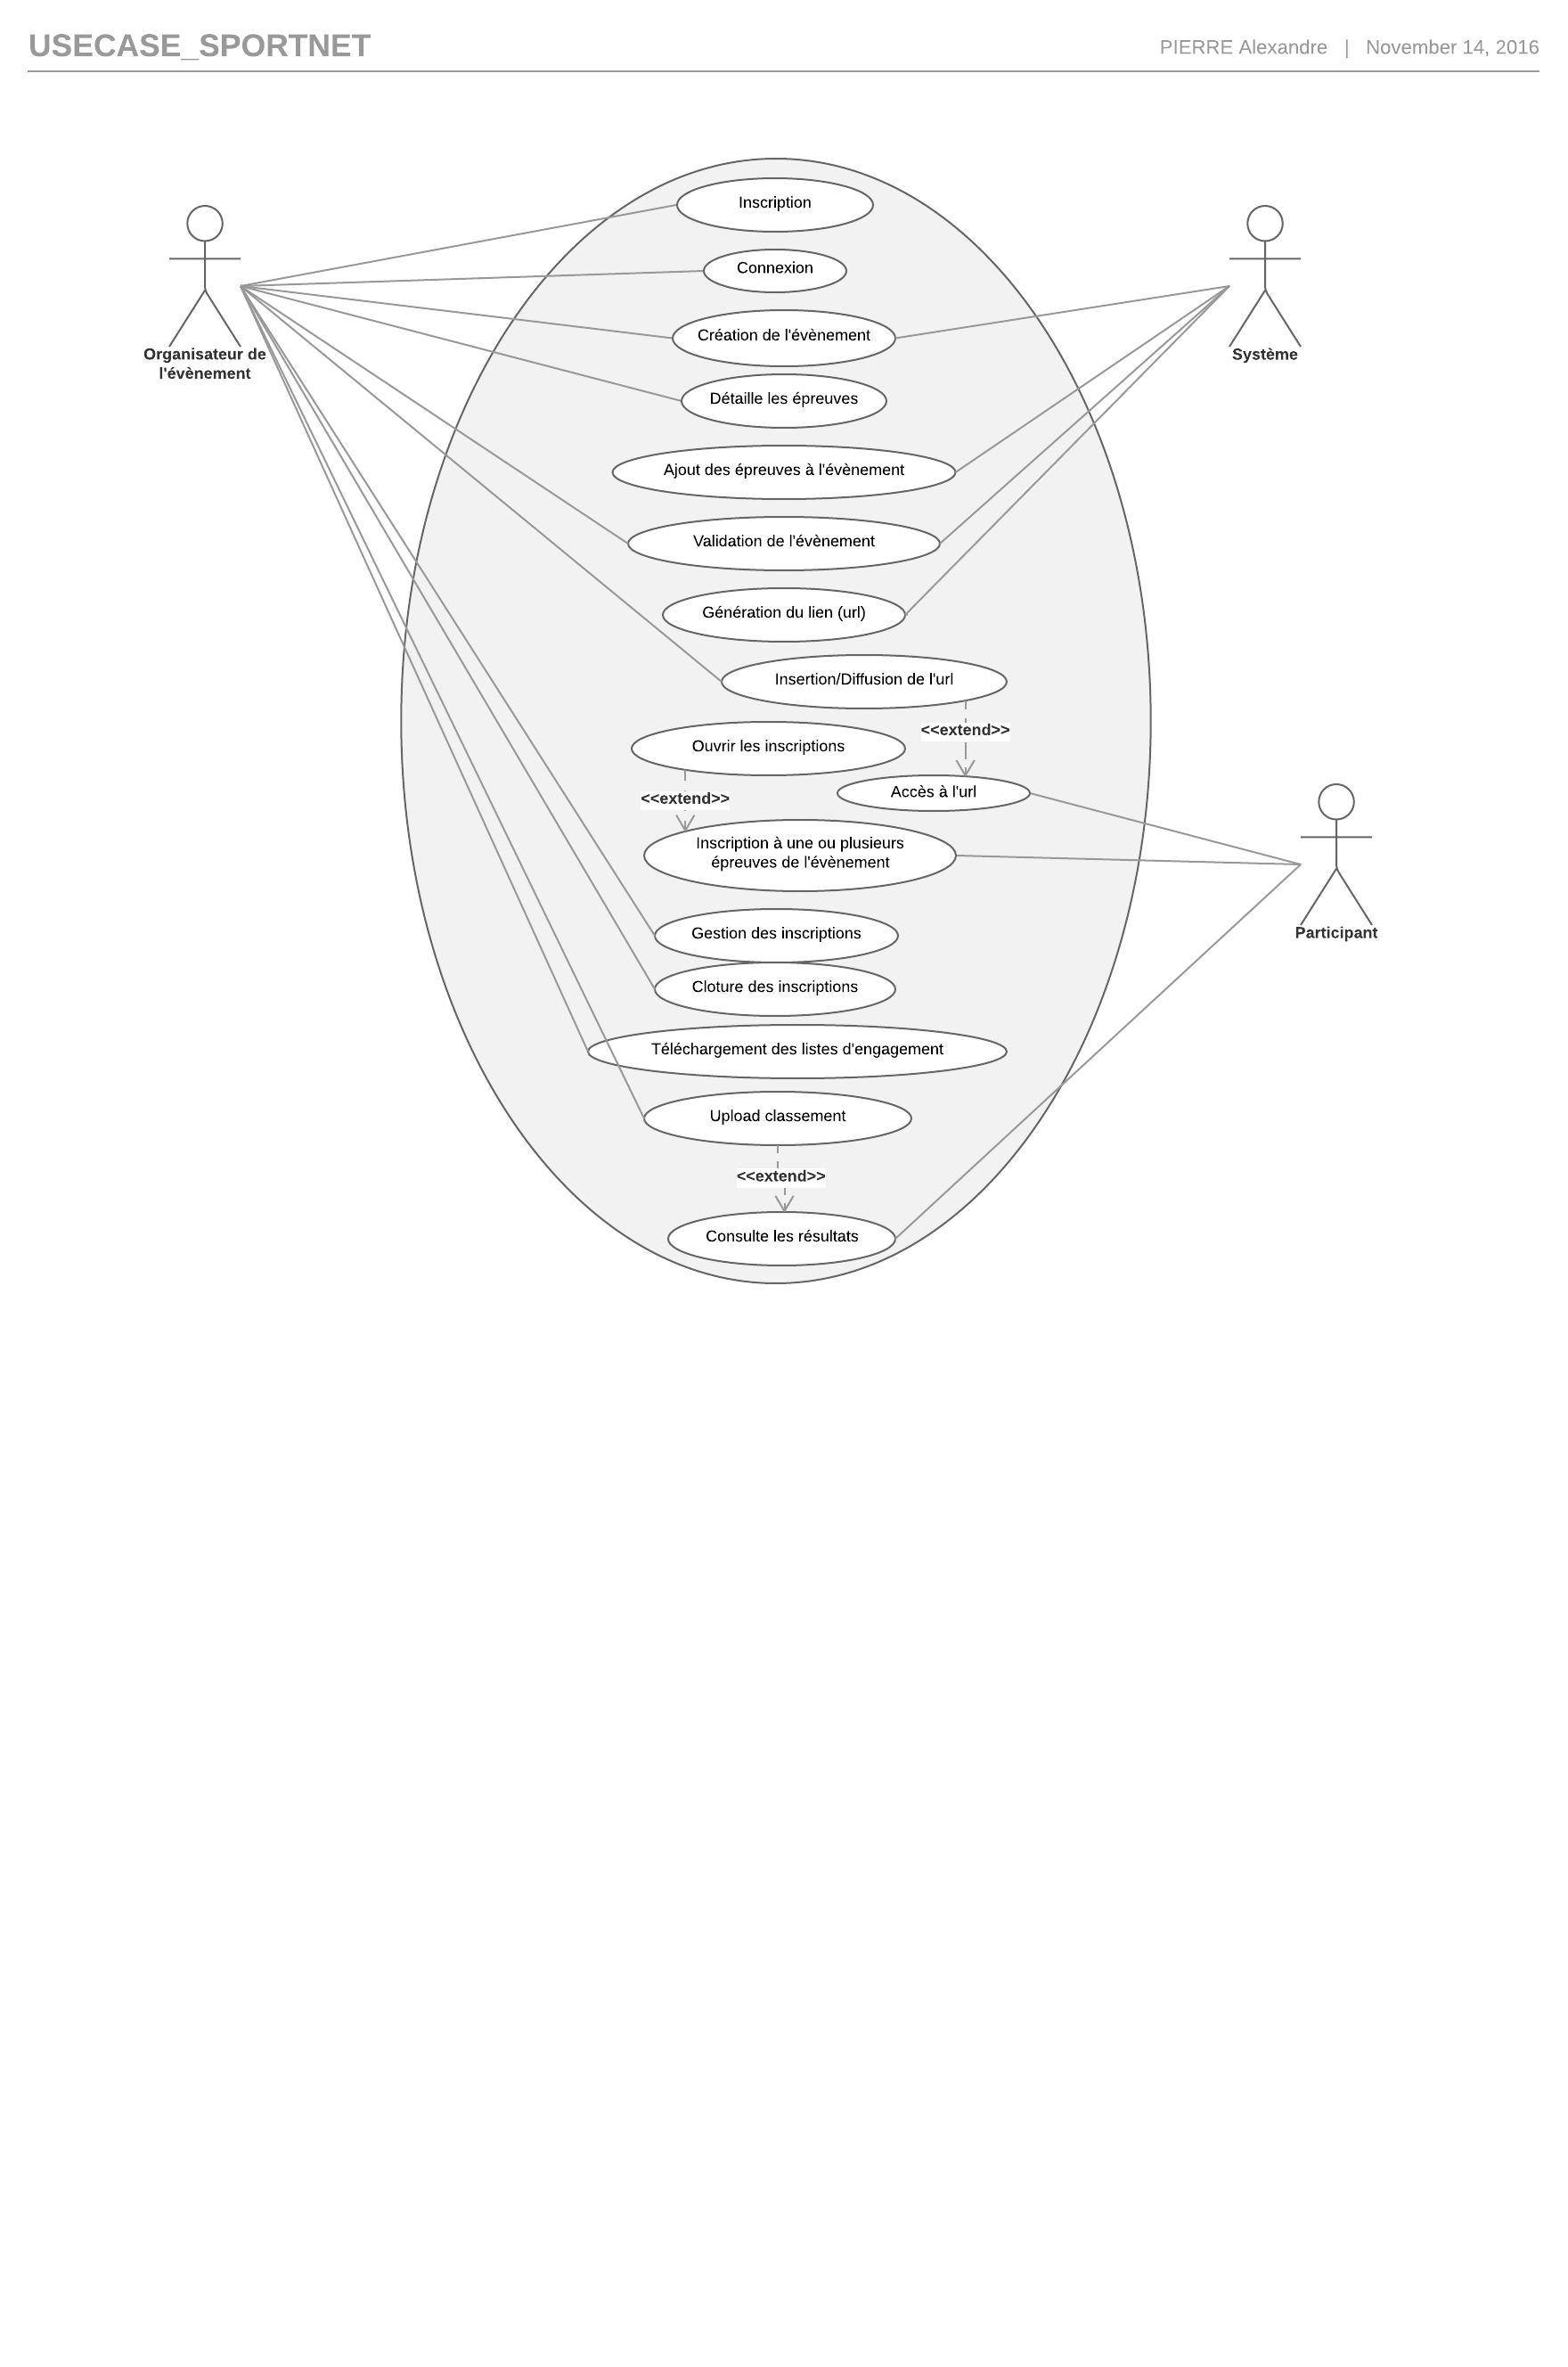 USECASE_SPORTNET
PIERRE Alexandre | November 14, 2016
Inscription
Connexion
Organisateur de
l'évènement
Système
Création de l'évènement
Détaille les épreuves
Ajout des épreuves à l'évènement
Validation de l'évènement
Génération du lien (url)
Insertion/Diffusion de l'url
<<extend>>
Ouvrir les inscriptions
Accès à l'url
<<extend>>
Inscription à une ou plusieurs
épreuves de l'évènement
Participant
Gestion des inscriptions
Cloture des inscriptions
Téléchargement des listes d'engagement
Upload classement
<<extend>>
Consulte les résultats